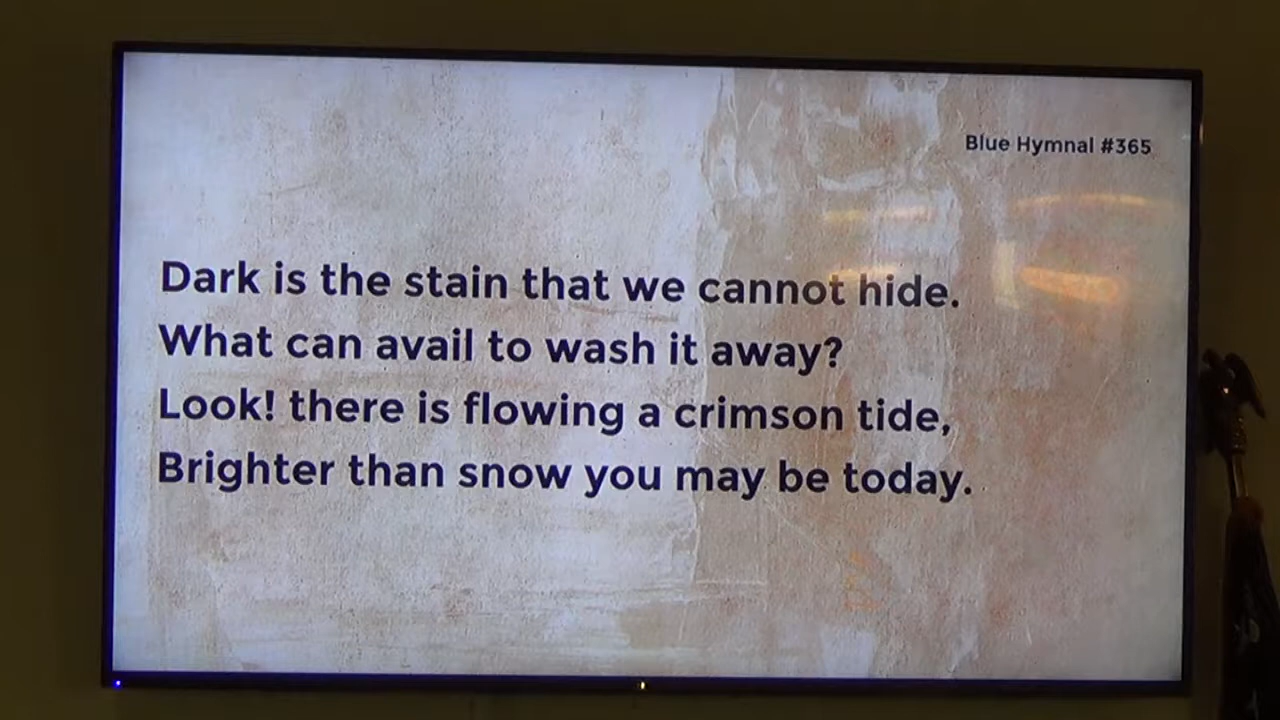 Blue Hymnal #365
Dark is the stain that we cannot hide.
What can avail to wash it away?
Look! there is flowing a crimson tide,
Brighter than snow you may be today.